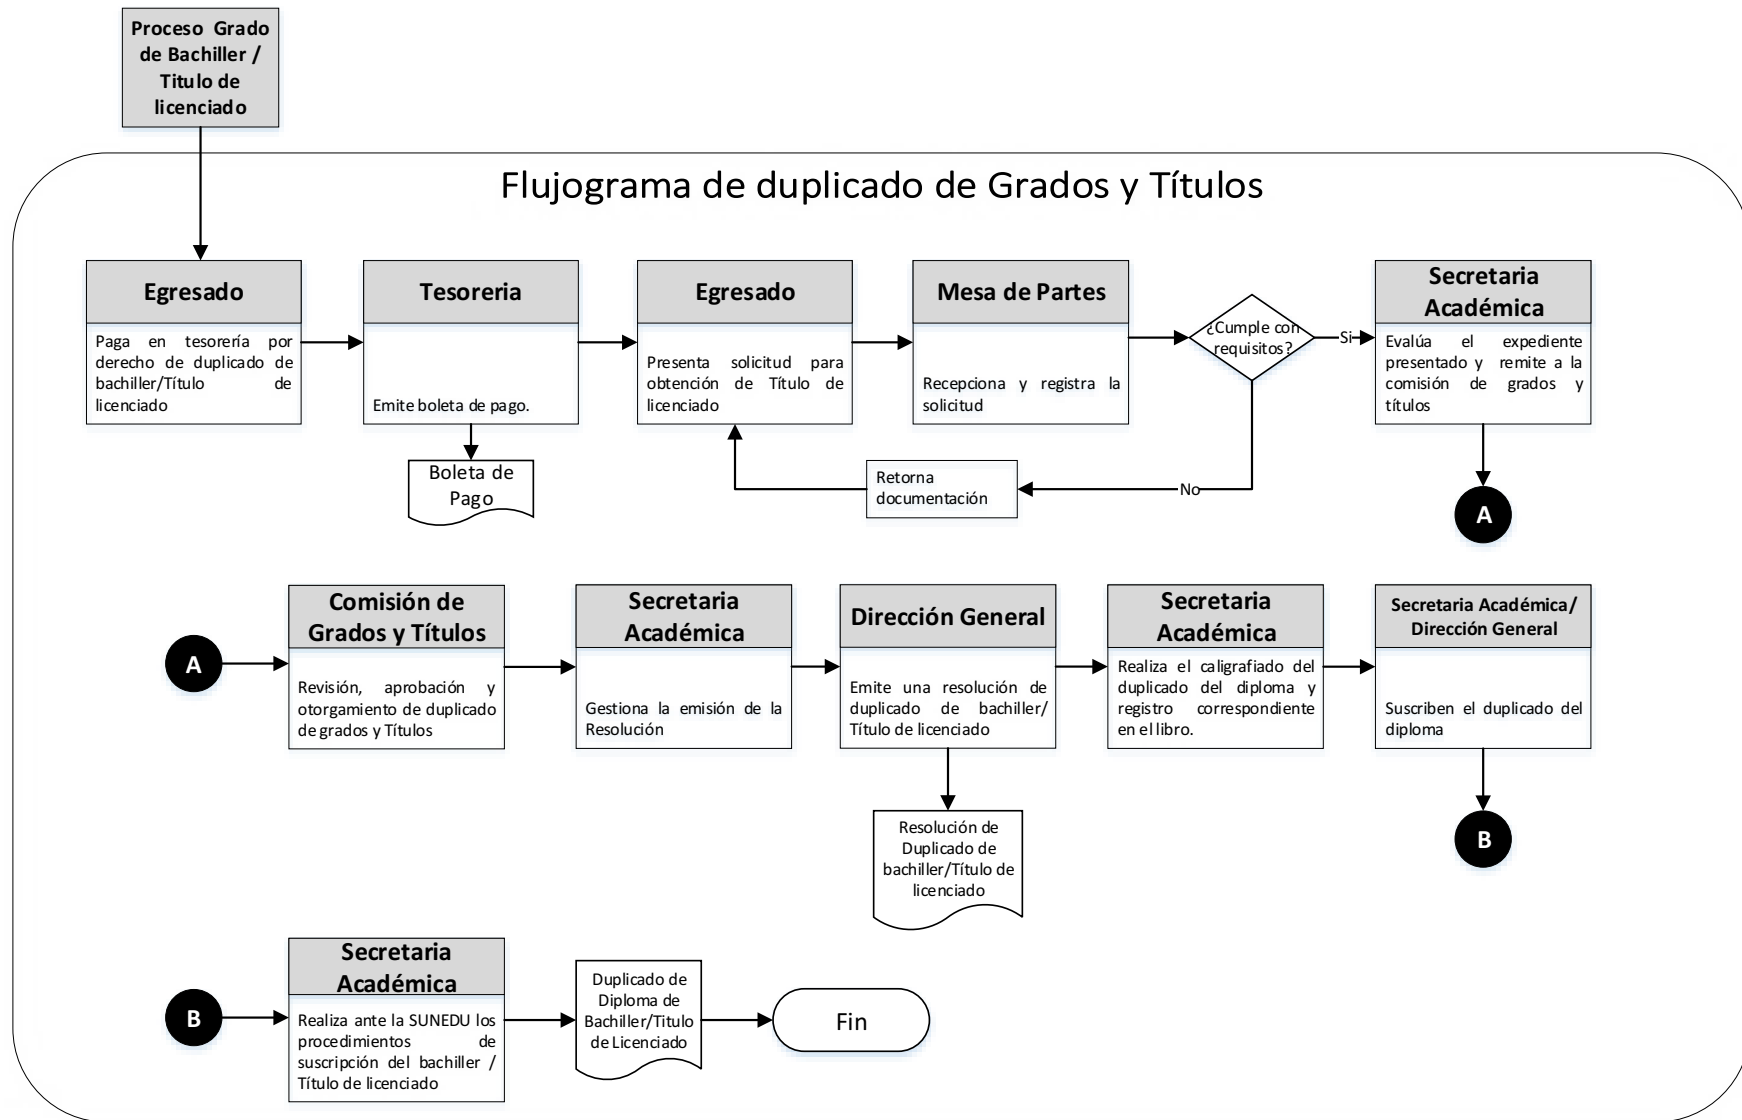 Proceso Grado
de Bachiller /
Titulo de
licenciado
Flujograma de duplicado de Grados y Títulos
Egresado
Paga en tesorería por
derecho de duplicado de
bachiller/Título de
licenciado
Tesoreria
Emite boleta de pago.
Boleta de
Pago
Egresado
Presenta solicitud para
obtención de Título de
licenciado
Mesa de Partes
Recepciona y registra la
solicitud
¿Cumple con
requisitos?
Si
No
Retorna
documentación
Secretaria
Académica
Evalúa el expediente
presentado y remite a la
comisión de grados y
títulos
A
A
Comisión de
Grados y Títulos
Revisión, aprobación y
otorgamiento de duplicado
de grados y Títulos
Secretaria
Académica
Gestiona la emisión de la
Resolución
Dirección General
Emite una resolución de
duplicado de bachiller/
Título de licenciado
Resolución de
Duplicado de
bachiller/Título de
licenciado
Secretaria
Académica
Realiza el caligrafiado del
duplicado del diploma y
registro correspondiente
en el libro.
Secretaria Académica/
Dirección General
Suscriben el duplicado del
diploma
B
B
Secretaria
Académica
Realiza ante la SUNEDU los
procedimientos de
suscripción del bachiller /
Título de licenciado
Duplicado de
Diploma de
Bachiller/Titulo
de Licenciado
Fin